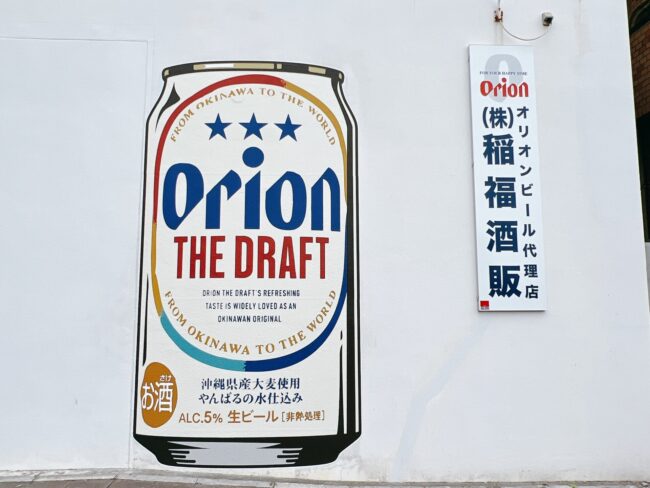 FROM OKINAWA TO THE WORLD
Orion
THE DRAFT
ORION THE DRAFT'S REFRESHING
TASTE IS WIDELY LOVED AS AN
OKINAWAN ORIGINAL
FROM OKINAWA TO THE WORLD
さけ
お酒
沖縄県産大麦使用
やんばるの水仕込み
ALC.5% 生ビール [非熱処理]
FOR YOUR HAPPY TIME
Orion
オリオンビール代理店
(株)稲福酒販